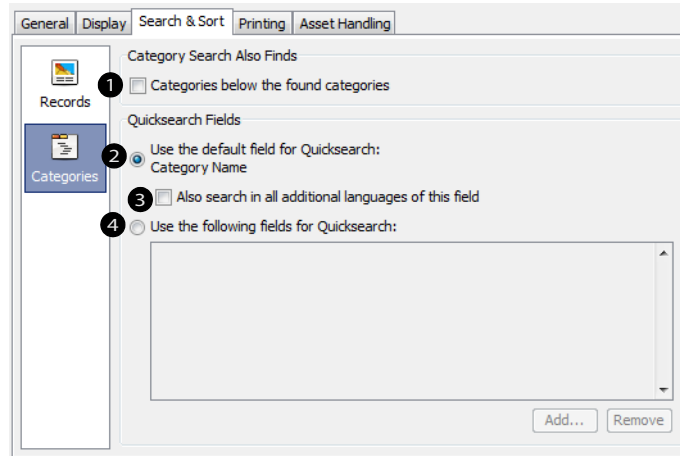 General Display Search & Sort Printing Asset Handling
Records
Categories
Category Search Also Finds
1 Categories below the found categories
Quicksearch Fields
2 Use the default field for Quicksearch:
Category Name
3 Also search in all additional languages of this field
4 Use the following fields for Quicksearch:
Add... Remove